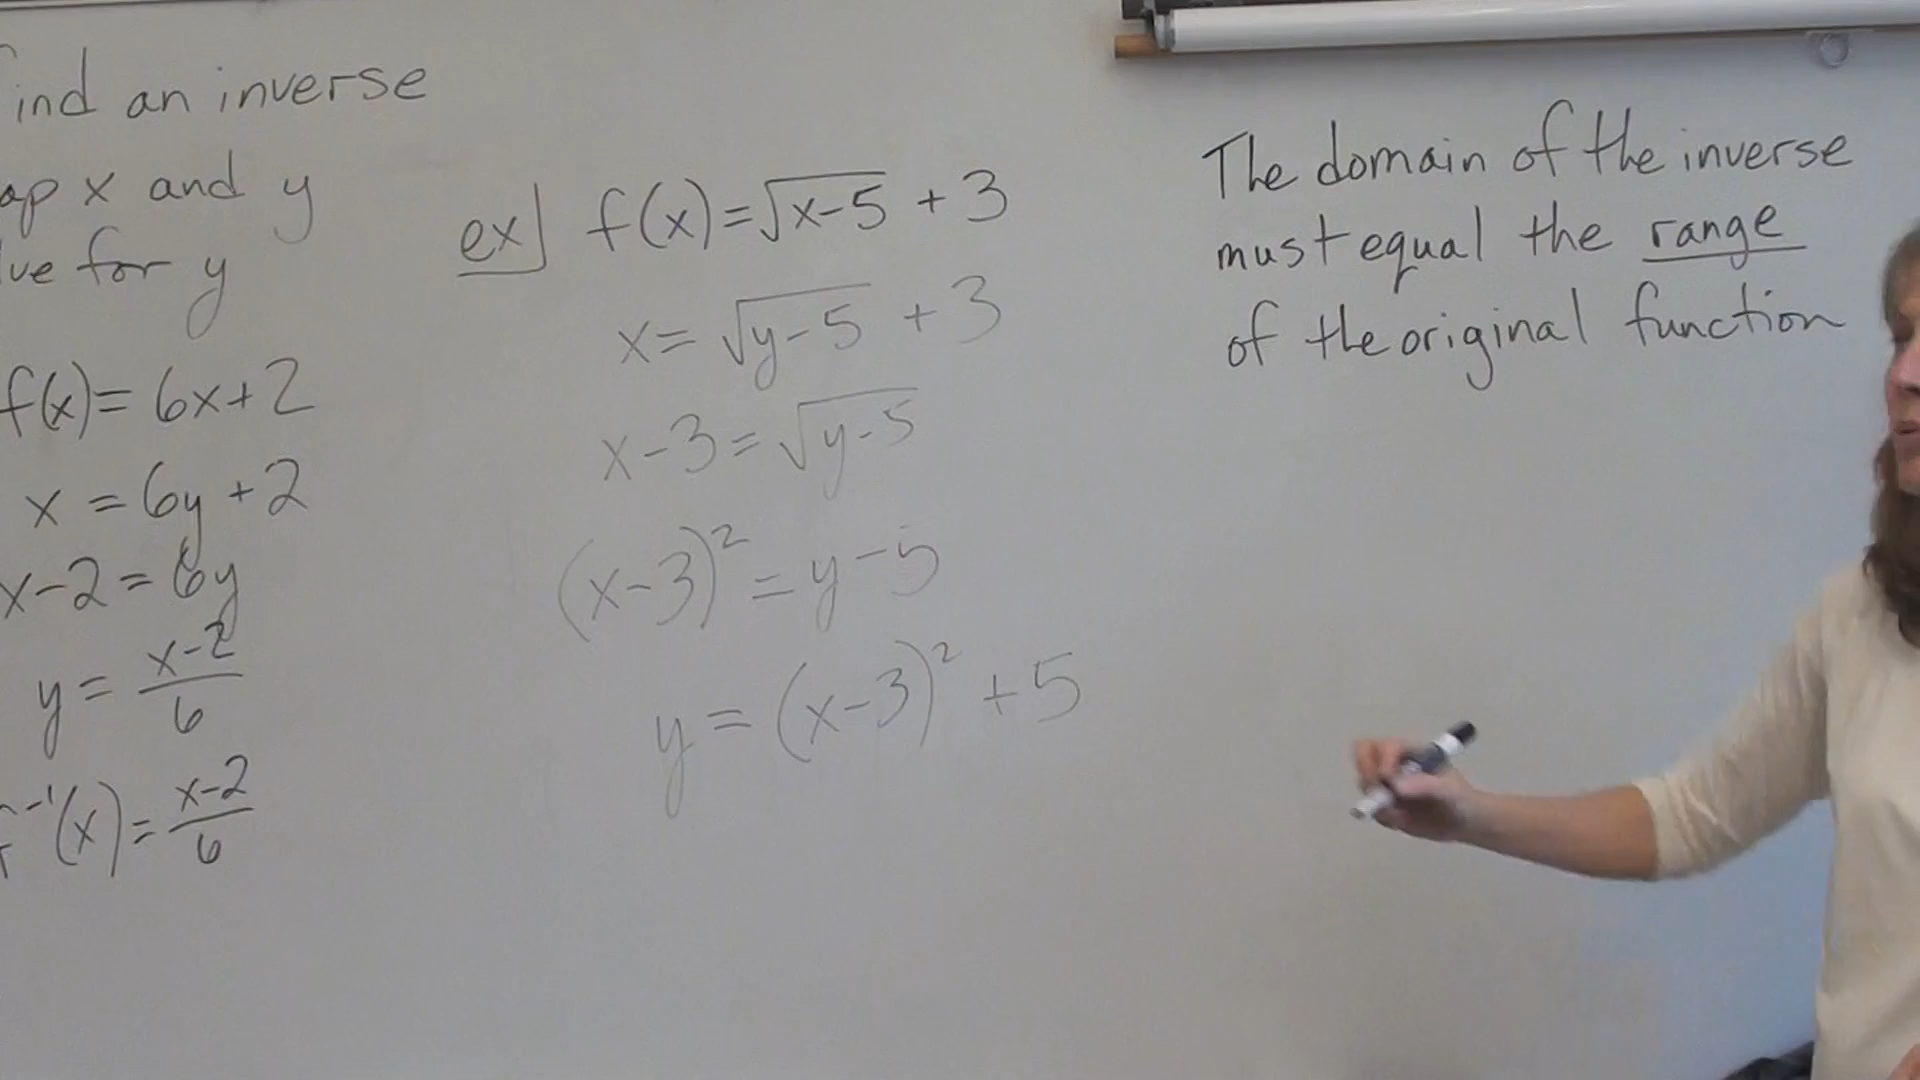 ind an inverse
ap x and y
lve for y
f(x) = 6x+2
x = 6y+2
x-2 = 6y
y = x-2/6
-1(x) = x-2/6
ex] f(x) = √x-5 + 3
x = √y-5 + 3
x-3 = √y-5
(x-3)² = y-5
y = (x-3)² + 5
The domain of the inverse
must equal the range
of the original function